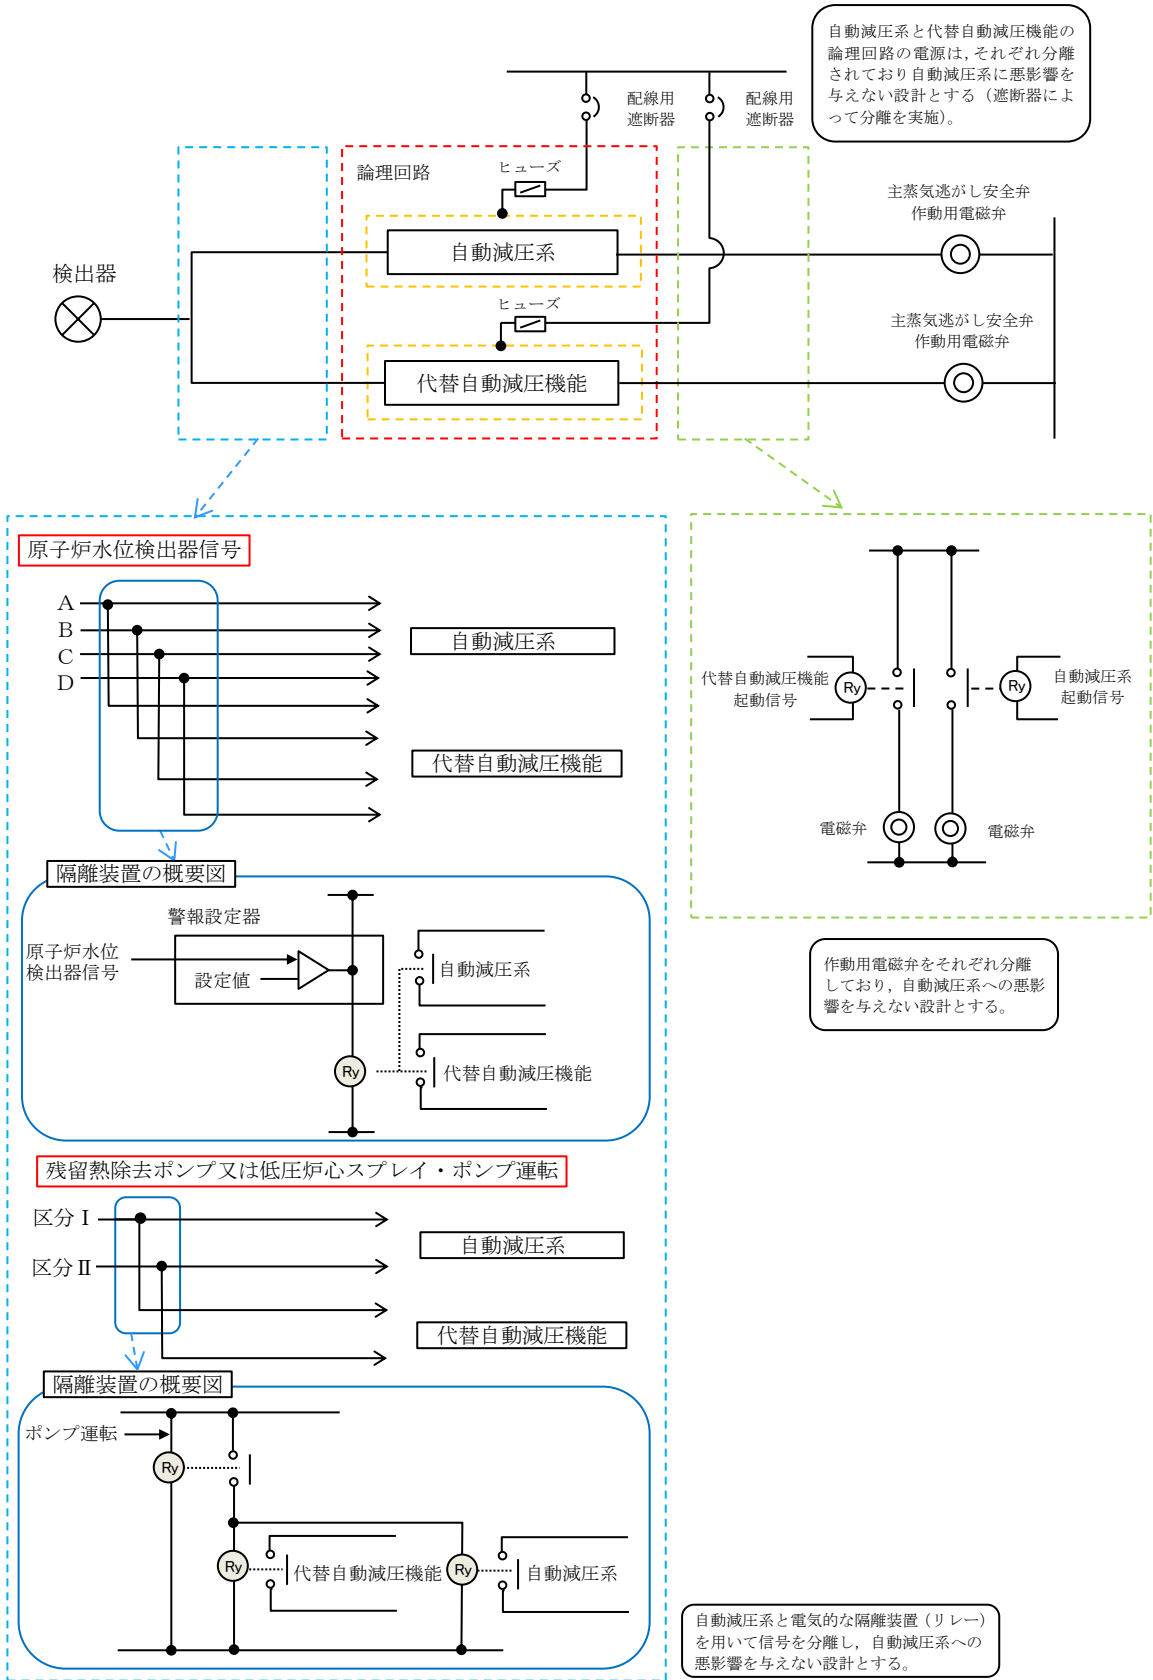 自動減圧系と代替自動減圧機能の
論理回路の電源は，それぞれ分離
されており自動減圧系に悪影響を
与えない設計とする（遮断器によ
って分離を実施）。
配線用
遮断器
配線用
遮断器
論理回路
ヒューズ
自動減圧系
主蒸気逃がし安全弁
作動用電磁弁
検出器
ヒューズ
代替自動減圧機能
主蒸気逃がし安全弁
作動用電磁弁
原子炉水位検出器信号
A
B
C
D
自動減圧系
代替自動減圧機能
代替自動減圧機能
起動信号
Ry
Ry
自動減圧系
起動信号
電磁弁
電磁弁
隔離装置の概要図
警報設定器
原子炉水位
検出器信号
設定値
自動減圧系
Ry
代替自動減圧機能
作動用電磁弁をそれぞれ分離
しており，自動減圧系への悪影
響を与えない設計とする。
残留熱除去ポンプ又は低圧炉心スプレイ・ポンプ運転
区分Ⅰ
区分Ⅱ
自動減圧系
代替自動減圧機能
隔離装置の概要図
ポンプ運転
Ry
Ry
代替自動減圧機能
Ry
自動減圧系
自動減圧系と電気的な隔離装置（リレー）
を用いて信号を分離し，自動減圧系への
悪影響を与えない設計とする。